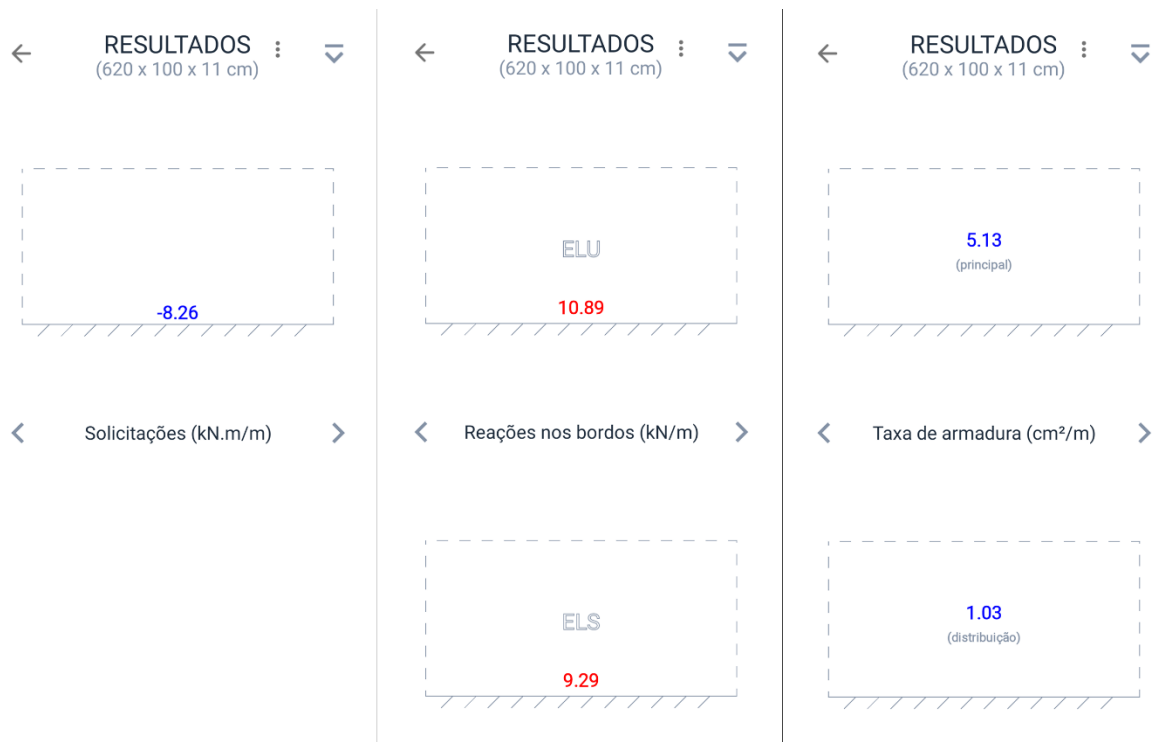 RESULTADOS
(620 x 100 x 11 cm)
-8.26
Solicitações (kN.m/m)
RESULTADOS
(620 x 100 x 11 cm)
ELU
10.89
Reações nos bordos (kN/m)
ELS
9.29
RESULTADOS
(620 x 100 x 11 cm)
5.13
(principal)
Taxa de armadura (cm²/m)
1.03
(distribuição)